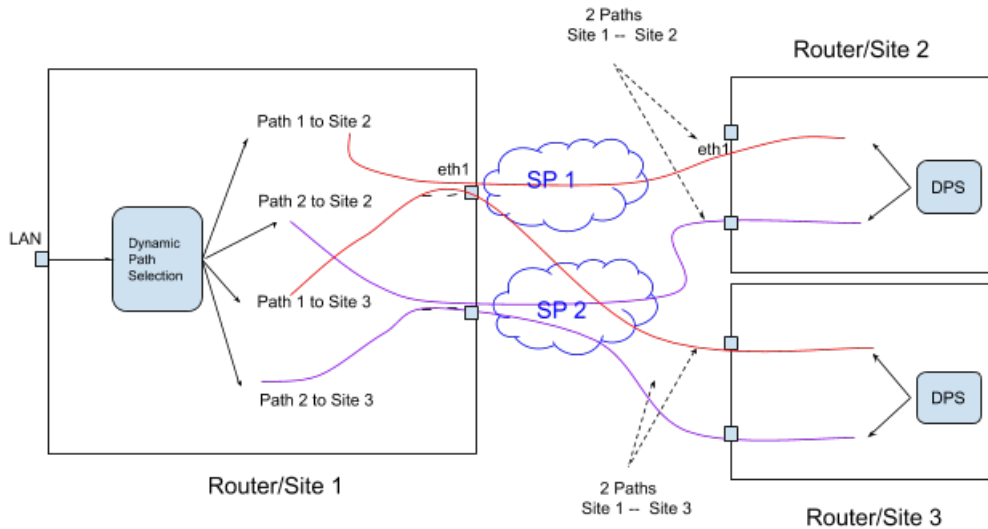 2 Paths
Site 1 -- Site 2
Router/Site 2
Path 1 to Site 2
eth1
SP 1
eth1
DPS
Path 2 to Site 2
LAN
Dynamic
Path
Selection
Path 1 to Site 3
SP 2
Path 2 to Site 3
DPS
Router/Site 1
2 Paths
Site 1 -- Site 3
Router/Site 3